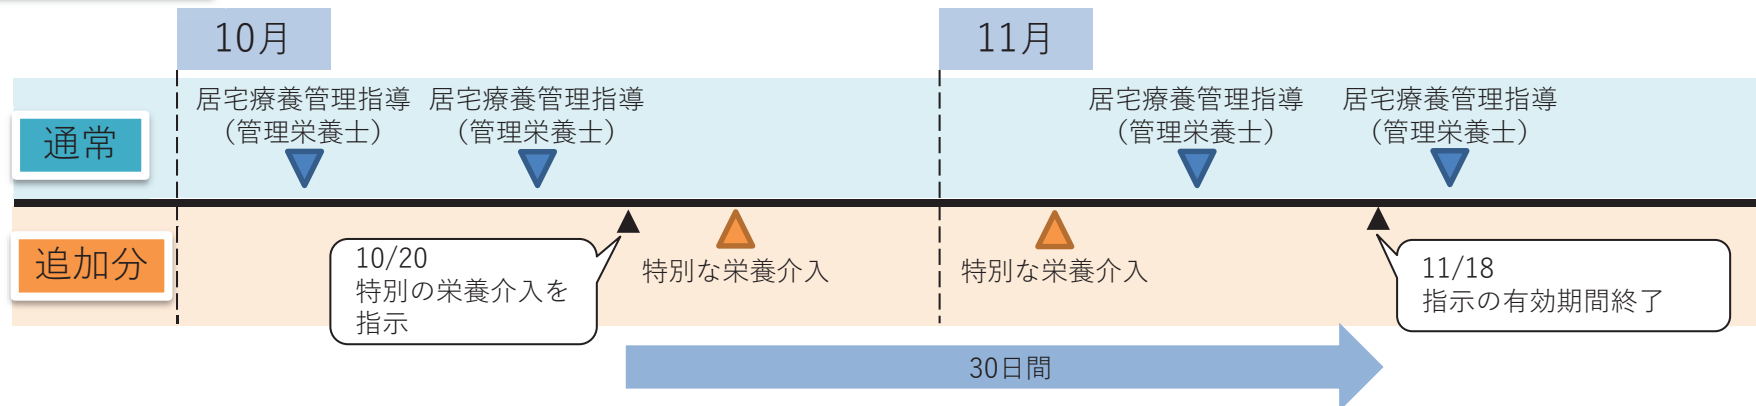 10月
11月
通常
居宅療養管理指導
(管理栄養士)
居宅療養管理指導
(管理栄養士)
居宅療養管理指導
(管理栄養士)
居宅療養管理指導
(管理栄養士)
追加分
10/20
特別の栄養介入を
指示
特別な栄養介入
特別な栄養介入
11/18
指示の有効期間終了
30日間